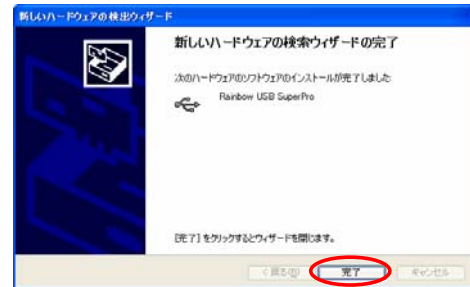 新しいハードウェアの検出ウィザード
新しいハードウェアの検索ウィザードの完了
次のハードウェアのソフトウェアのインストールが完了しました
Rainbow USB SuperPro
[完了] をクリックするとウィザードを閉じます。
< 戻る(B)
完了
キャンセル